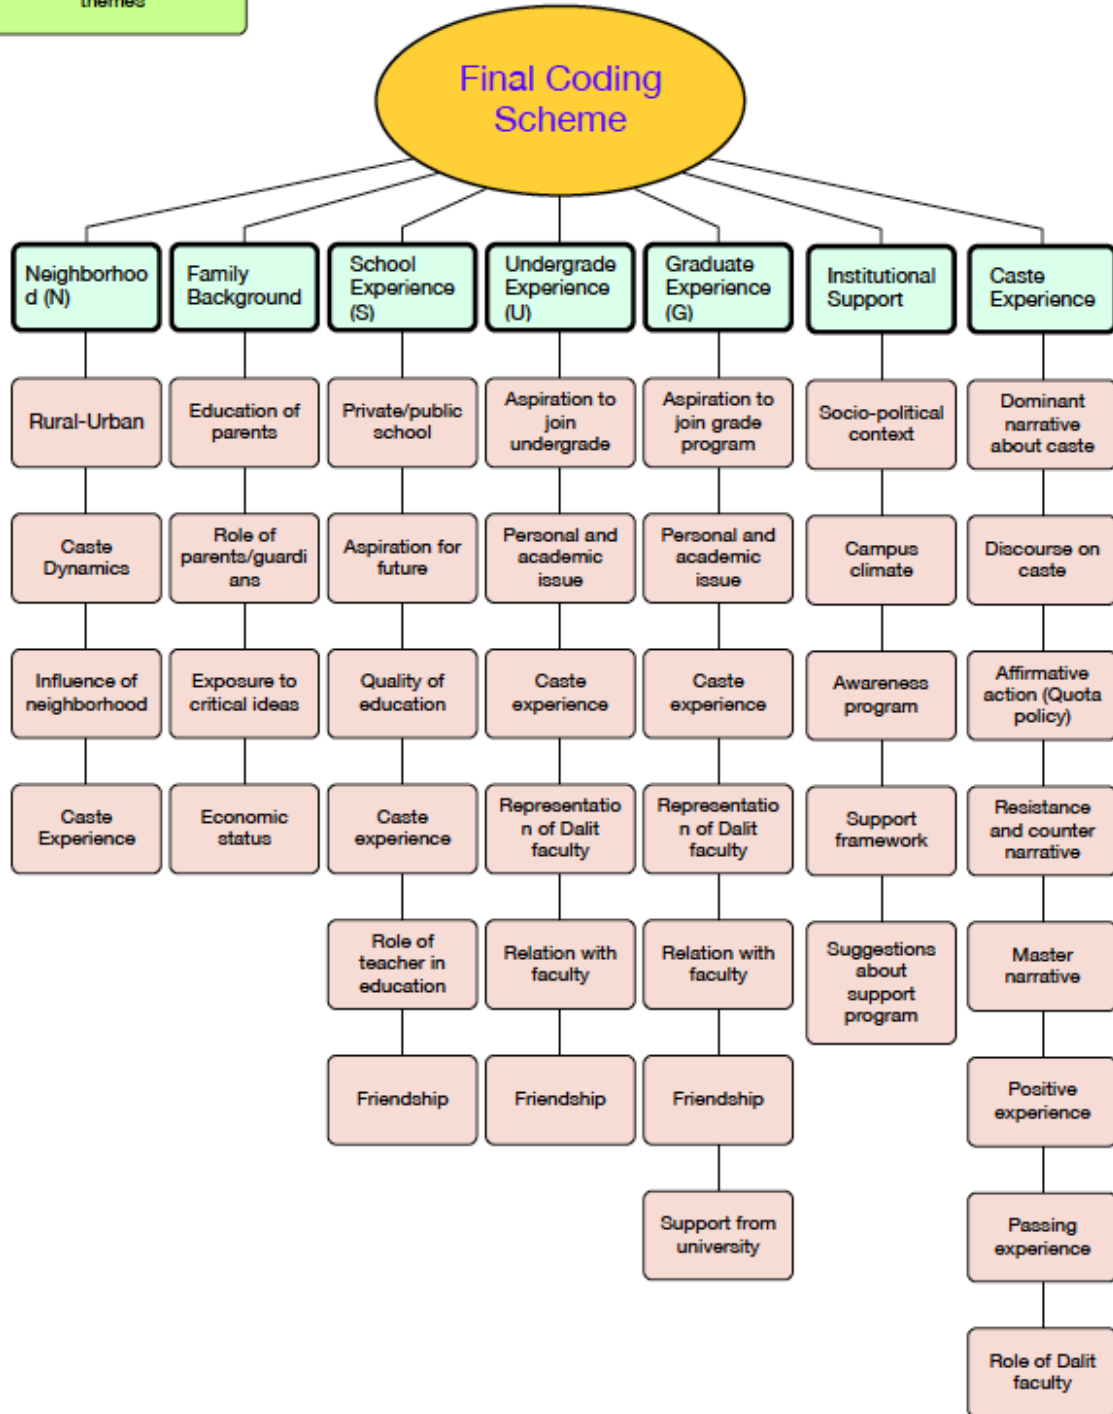 themes
Final Coding
Scheme
Neighborhoo
d (N)
Family
Background
School
Experience
(S)
Undergrade
Experience
(U)
Graduate
Experience
(G)
Institutional
Support
Caste
Experience
Rural-Urban
Education of
parents
Private/public
school
Aspiration to
join
undergrade
Aspiration to
join grade
program
Socio-political
context
Dominant
narrative
about caste
Caste
Dynamics
Role of
parents/guardi
ans
Aspiration for
future
Personal and
academic
issue
Personal and
academic
issue
Campus
climate
Discourse on
caste
Influence of
neighborhood
Exposure to
critical ideas
Quality of
education
Caste
experience
Caste
experience
Awareness
program
Affirmative
action (Quota
policy)
Caste
Experience
Economic
status
Caste
experience
Representatio
n of Dalit
faculty
Representatio
n of Dalit
faculty
Support
framework
Resistance
and counter
narrative
Role of
teacher in
education
Relation with
faculty
Relation with
faculty
Suggestions
about
support
program
Master
narrative
Friendship
Friendship
Friendship
Positive
experience
Support from
university
Passing
experience
Role of Dalit
faculty